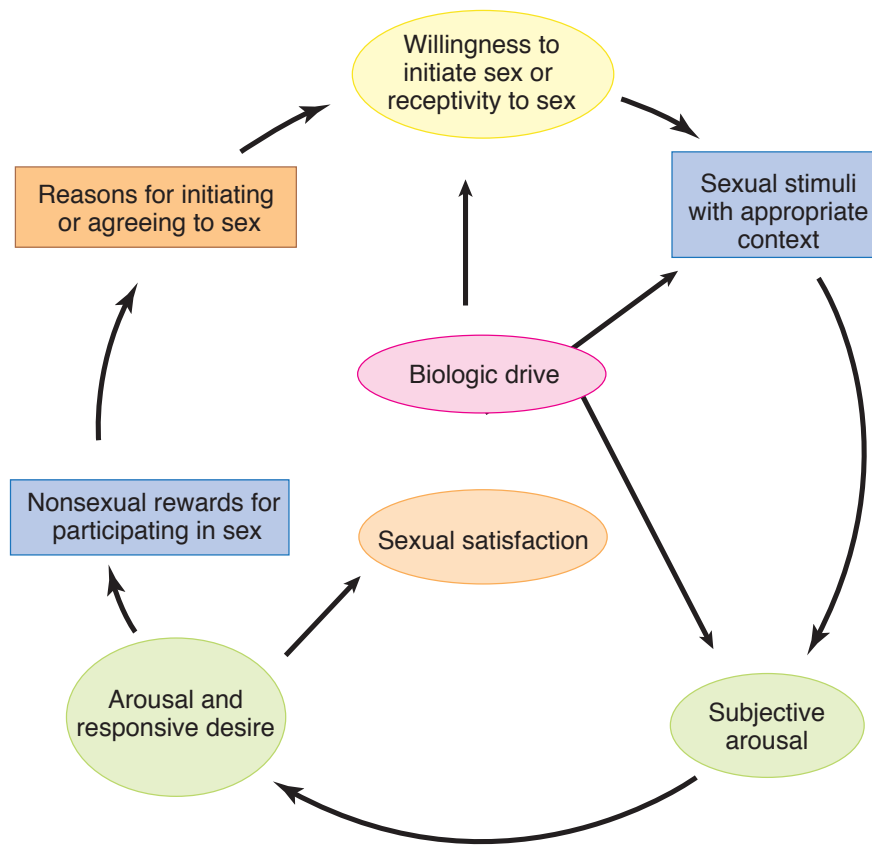 Willingness to
initiate sex or
receptivity to sex
Reasons for initiating
or agreeing to sex
Sexual stimuli
with appropriate
context
Biologic drive
Nonsexual rewards for
participating in sex
Sexual satisfaction
Arousal and
responsive desire
Subjective
arousal